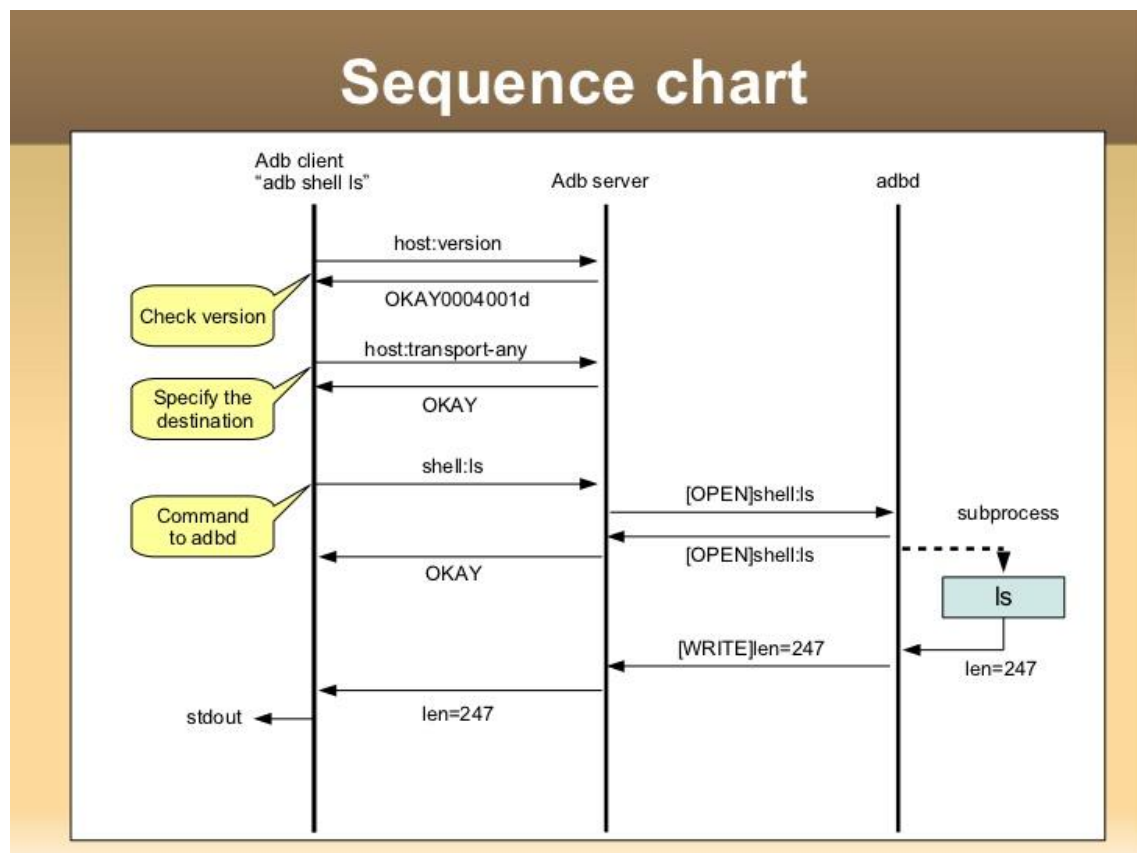 Sequence chart
Adb client
“adb shell ls”
Adb server
adbd
host:version
OKAY0004001d
Check version
host:transport-any
Specify the
destination
OKAY
shell:ls
[OPEN]shell:ls
Command
to adbd
subprocess
[OPEN]shell:ls
OKAY
ls
[WRITE]len=247
len=247
len=247
stdout